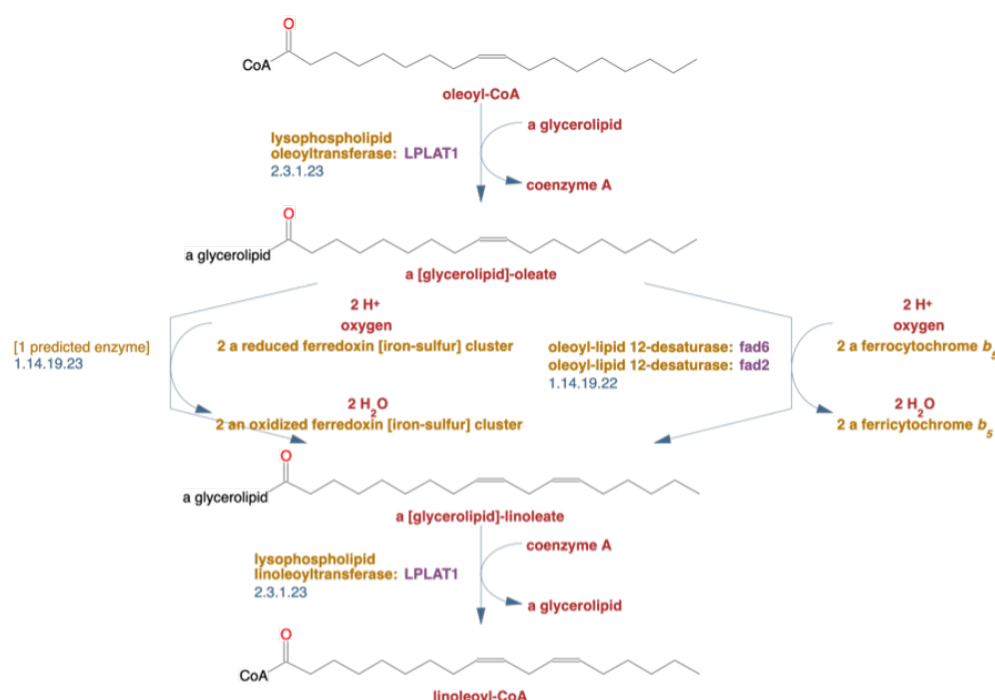 O
CoA
oleoyl-CoA
a glycerolipid
lysophospholipid
oleoyltransferase: LPLAT1
2.3.1.23
coenzyme A
O
a glycerolipid
a [glycerolipid]-oleate
2 H+
oxygen
2 a reduced ferredoxin [iron-sulfur] cluster
[1 predicted enzyme]
1.14.19.23
2 H2O
2 an oxidized ferredoxin [iron-sulfur] cluster
oleoyl-lipid 12-desaturase: fad6
oleoyl-lipid 12-desaturase: fad2
1.14.19.22
2 H+
oxygen
2 a ferrocytochrome b5
2 H2O
2 a ferricytochrome b5
O
a glycerolipid
a [glycerolipid]-linoleate
coenzyme A
lysophospholipid
linoleoyltransferase: LPLAT1
2.3.1.23
a glycerolipid
O
CoA
linoleoyl-CoA